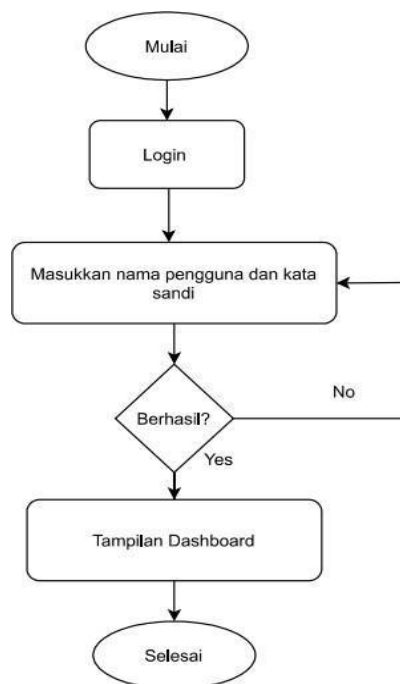 Mulai
Login
Masukkan nama pengguna dan kata
sandi
Berhasil?
No
Yes
Tampilan Dashboard
Selesai